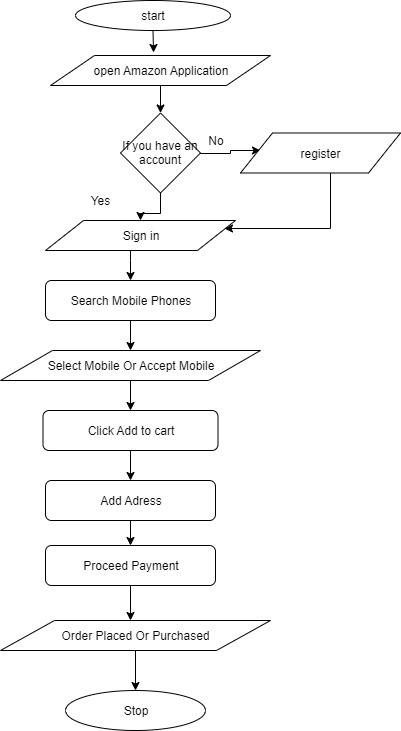 start
open Amazon Application
If you have an
account
No
register
Yes
Sign in
Search Mobile Phones
Select Mobile Or Accept Mobile
Click Add to cart
Add Adress
Proceed Payment
Order Placed Or Purchased
Stop